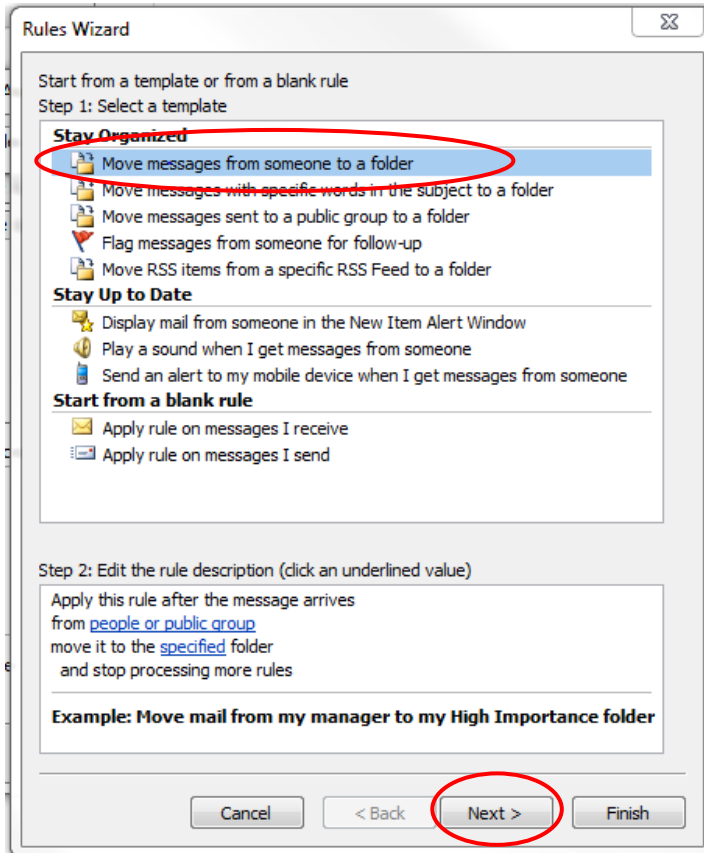 Rules Wizard
Start from a template or from a blank rule
Step 1: Select a template
Stay Organized
Move messages from someone to a folder
Move messages with specific words in the subject to a folder
Move messages sent to a public group to a folder
Flag messages from someone for follow-up
Move RSS items from a specific RSS Feed to a folder
Stay Up to Date
Display mail from someone in the New Item Alert Window
Play a sound when I get messages from someone
Send an alert to my mobile device when I get messages from someone
Start from a blank rule
Apply rule on messages I receive
Apply rule on messages I send
Step 2: Edit the rule description (click an underlined value)
Apply this rule after the message arrives
from people or public group
move it to the specified folder
and stop processing more rules
Example: Move mail from my manager to my High Importance folder
Cancel < Back Next > Finish